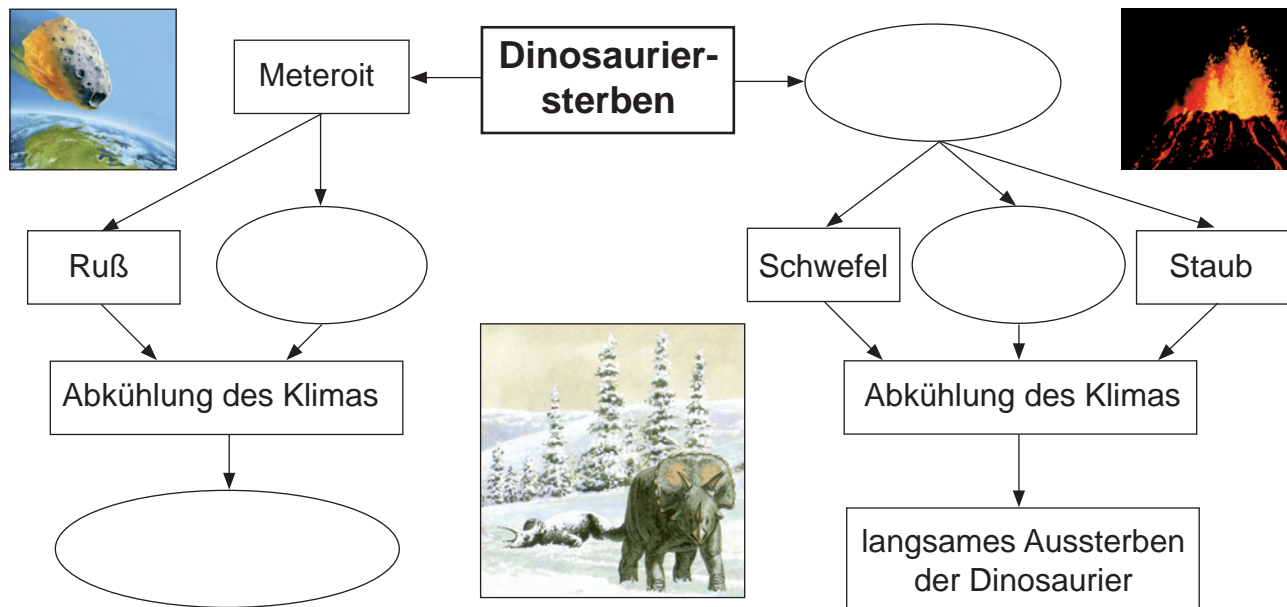 Dinosaurier-
sterben
Meteroit
Ruß
Schwefel
Staub
Abkühlung des Klimas
Abkühlung des Klimas
langsames Aussterben
der Dinosaurier